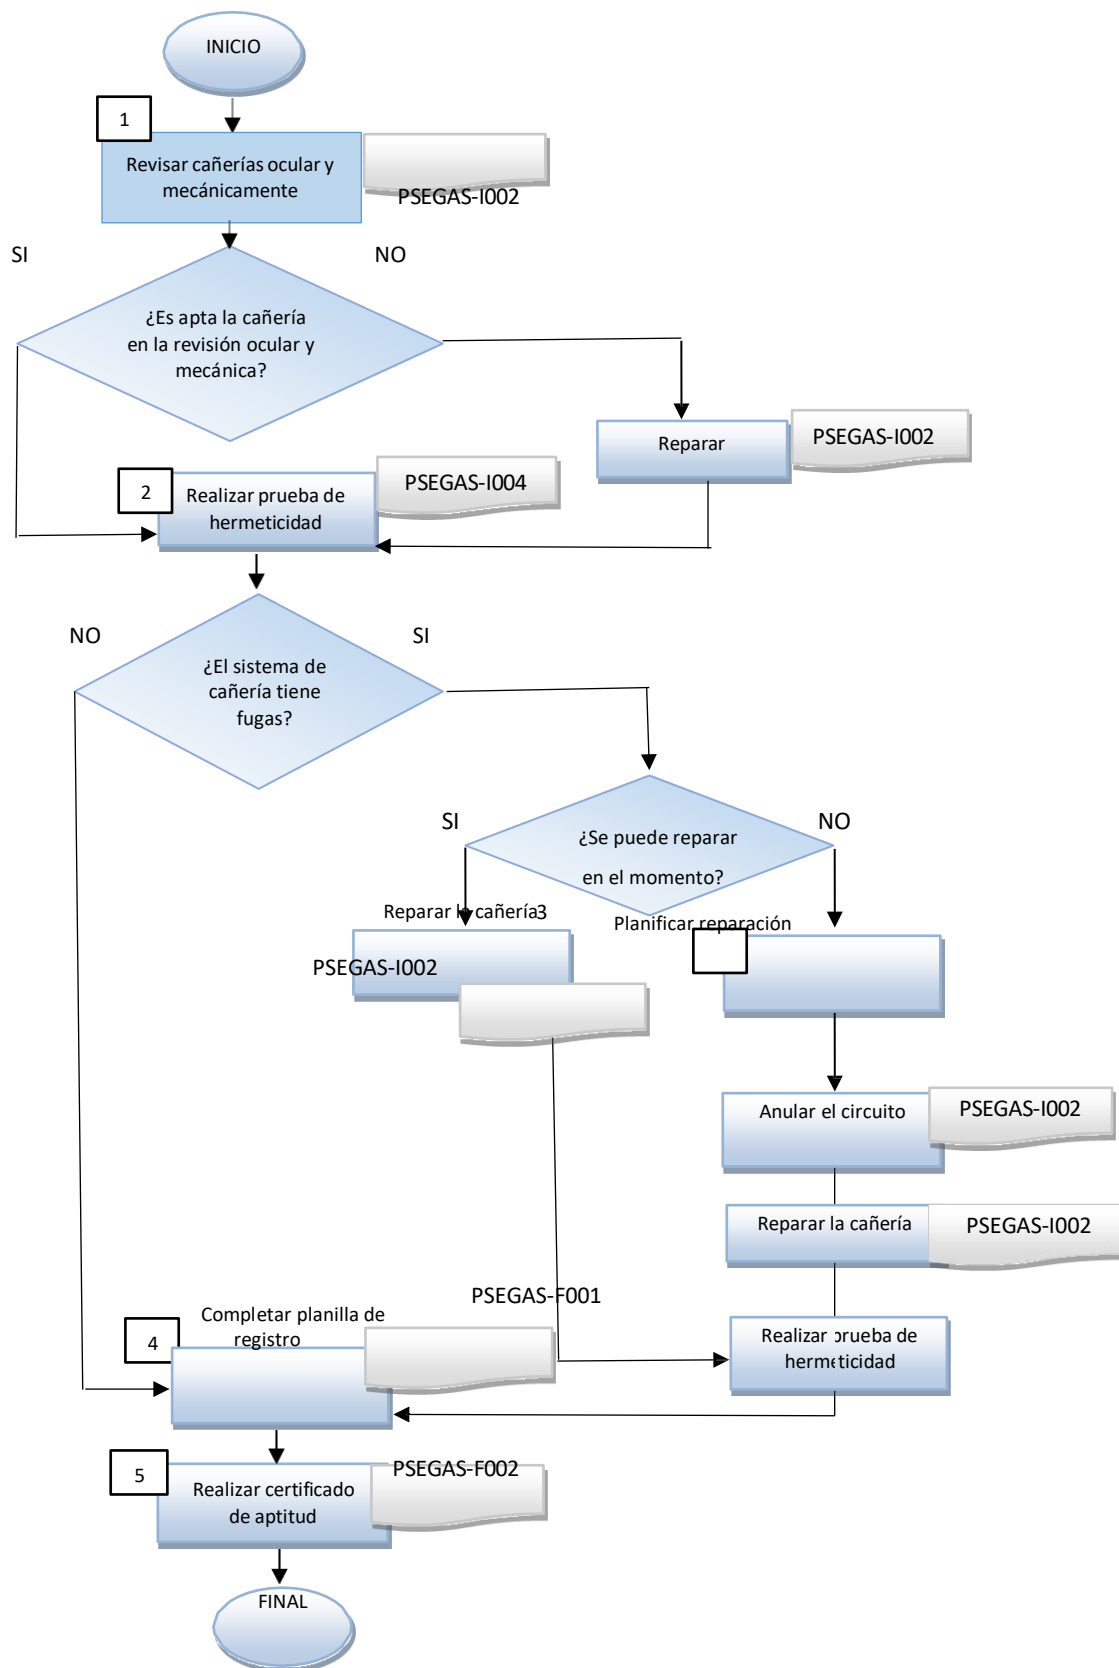 INICIO
1
Revisar cañerías ocular y
mecánicamente
PSEGAS-I002
SI
NO
¿Es apta la cañería
en la revisión ocular y
mecánica?
Reparar
PSEGAS-I002
2
Realizar prueba de
hermeticidad
PSEGAS-I004
NO
SI
¿El sistema de
cañería tiene
fugas?
SI
NO
¿Se puede reparar
en el momento?
Reparar la cañería
3
Planificar reparación
PSEGAS-I002
Anular el circuito
PSEGAS-I002
Reparar la cañería
PSEGAS-I002
PSEGAS-F001
Completar planilla de
registro
4
Realizar prueba de
hermeticidad
PSEGAS-F002
5
Realizar certificado
de aptitud
FINAL